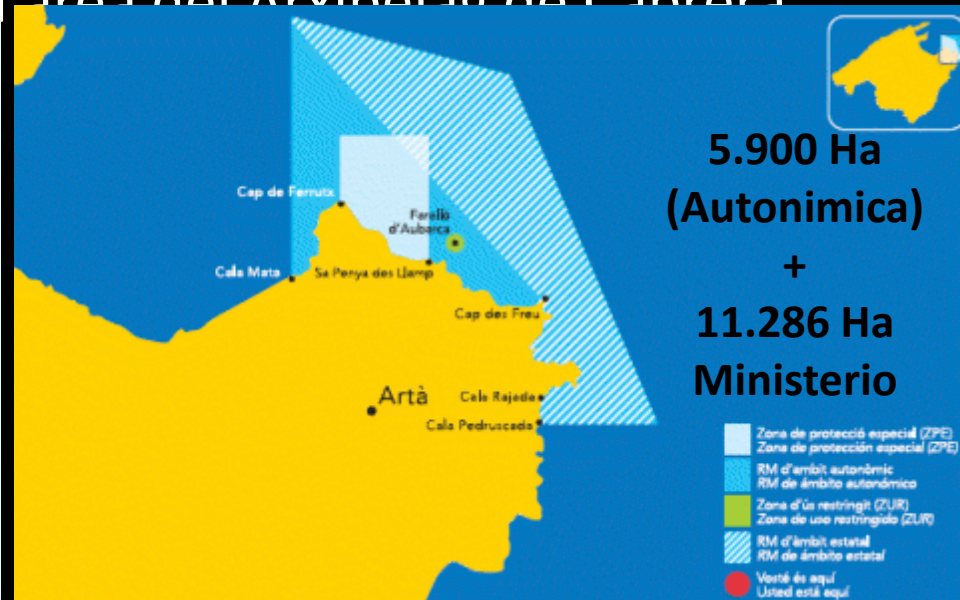 Cap de Ferrutx
Farelló
d'Aubarca
Cala Mata
Sa Penya des Llamp
Cap des Freu
Artà
Cala Rajada
Cala Pedruscada
5.900 Ha
(Autonimica)
+
11.286 Ha
Ministerio
Zona de protecció especial (ZPE)
Zona de protección especial (ZPE)
RM d'ambit autonòmic
RM de ámbito autonómico
Zona d'ús restringit (ZUR)
Zona de uso restringido (ZUR)
RM d'àmbit estatal
RM de ámbito estatal
Vosté és aquí
Usted está aquí